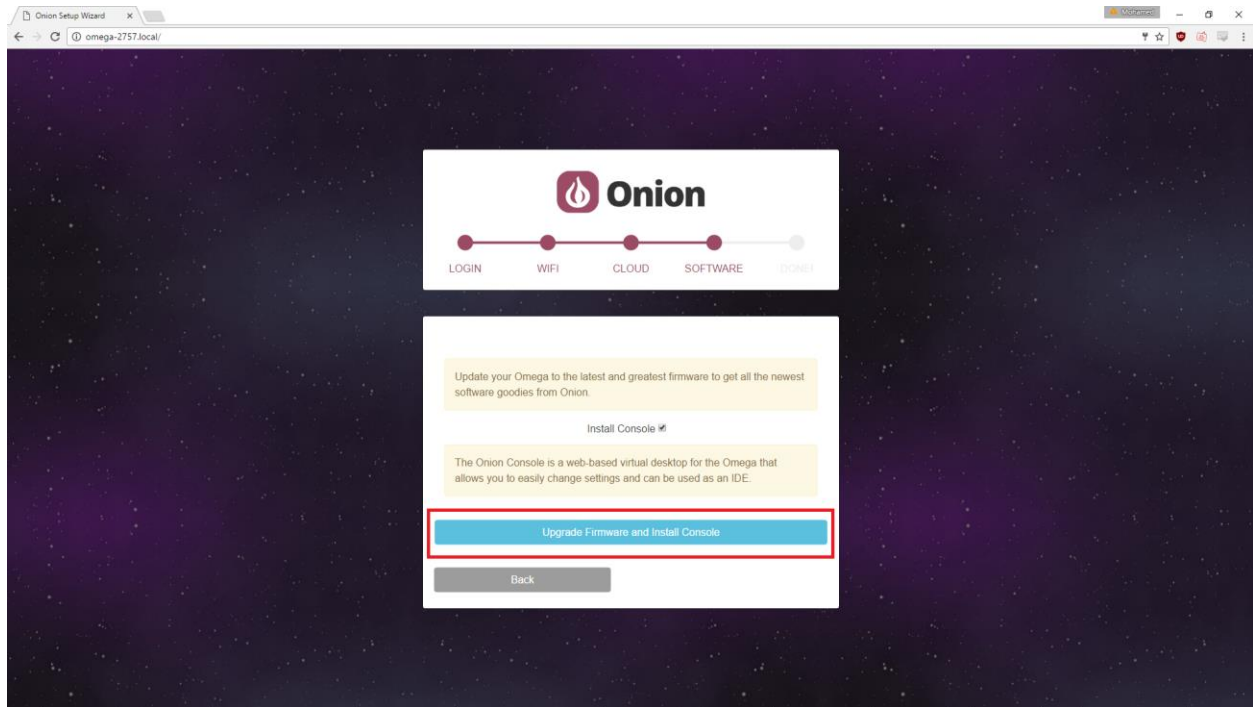 Onion Setup Wizard
Mohamed
omega-2757.local/
Onion
LOGIN WIFI CLOUD SOFTWARE DONE!
Update your Omega to the latest and greatest firmware to get all the newest
software goodies from Onion.
Install Console
The Onion Console is a web-based virtual desktop for the Omega that
allows you to easily change settings and can be used as an IDE.
Upgrade Firmware and Install Console
Back